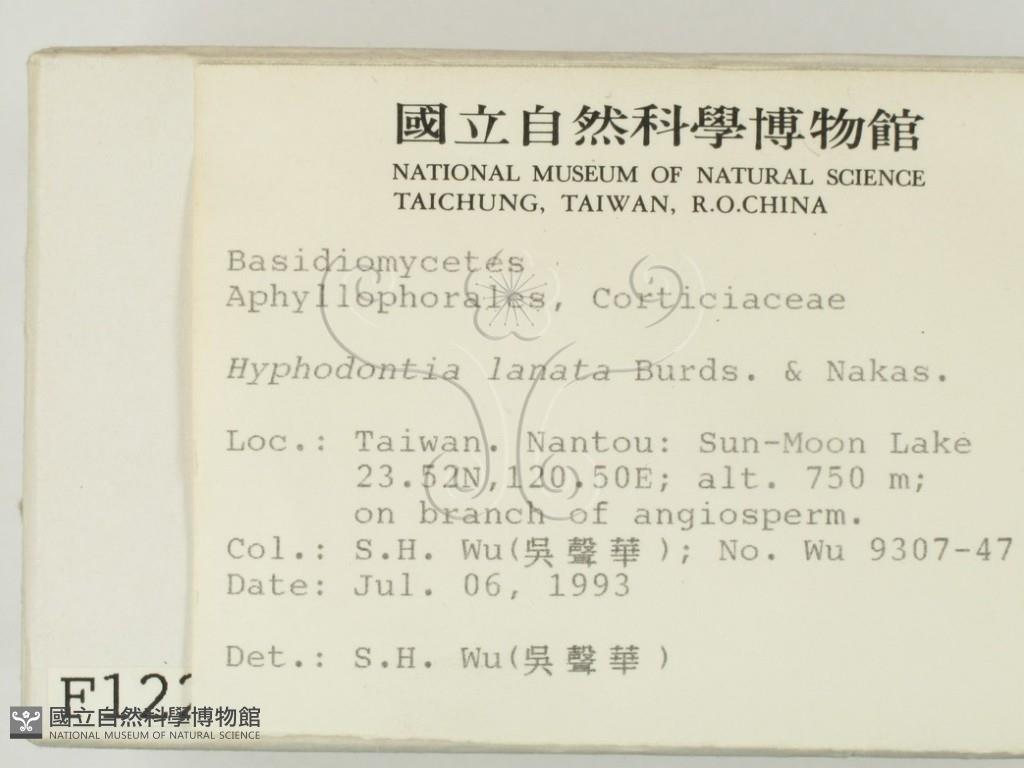 國立自然科學博物館
NATIONAL MUSEUM OF NATURAL SCIENCE
TAICHUNG, TAIWAN, R.O.CHINA
Basidiomycetes
Aphyllophorales, Corticiaceae
Hyphodontia lanata Burds. & Nakas.
Loc.: Taiwan. Nantou: Sun-Moon Lake
23.52N,120.50E; alt. 750 m;
on branch of angiosperm.
Col.: S.H. Wu(吳聲華); No. Wu 9307-47
Date: Jul. 06, 1993
Det.: S.H. Wu(吳聲華)
國立自然科學博物館
NATIONAL MUSEUM OF NATURAL SCIENCE